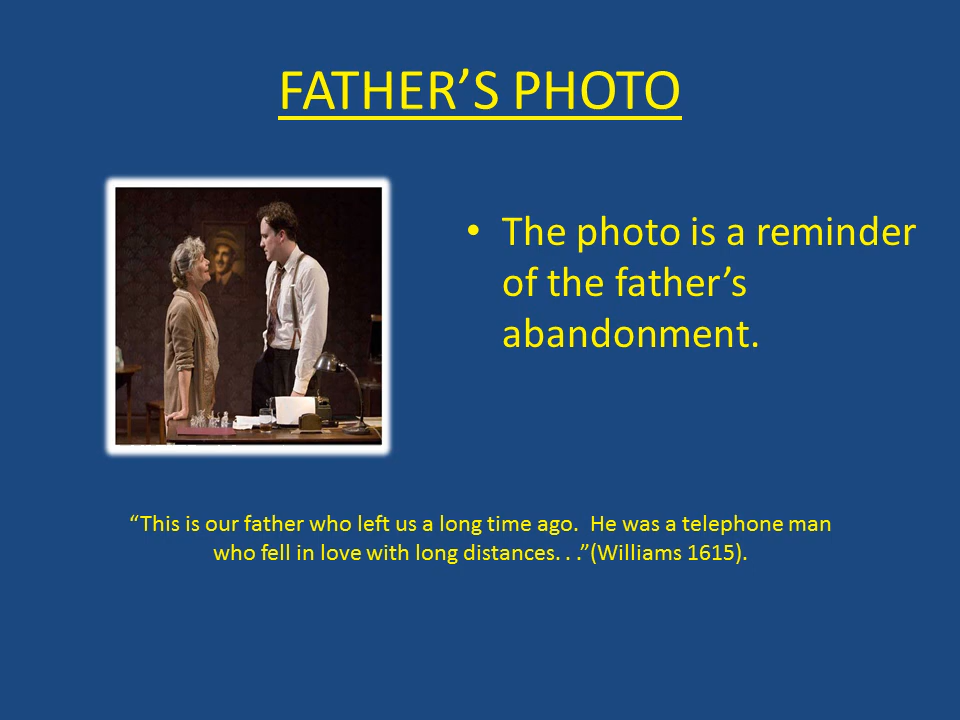 FATHER’S PHOTO
• The photo is a reminder
of the father’s
abandonment.
“This is our father who left us a long time ago.  He was a telephone man
who fell in love with long distances. . .”(Williams 1615).